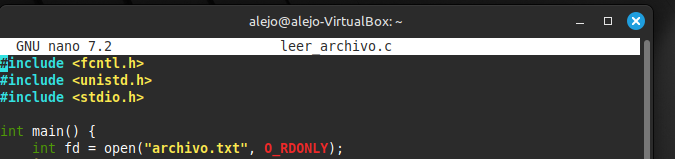 alejo@alejo-VirtualBox: ~
GNU nano 7.2 leer_archivo.c
#include <fcntl.h>
#include <unistd.h>
#include <stdio.h>
int main() {
    int fd = open("archivo.txt", O_RDONLY);